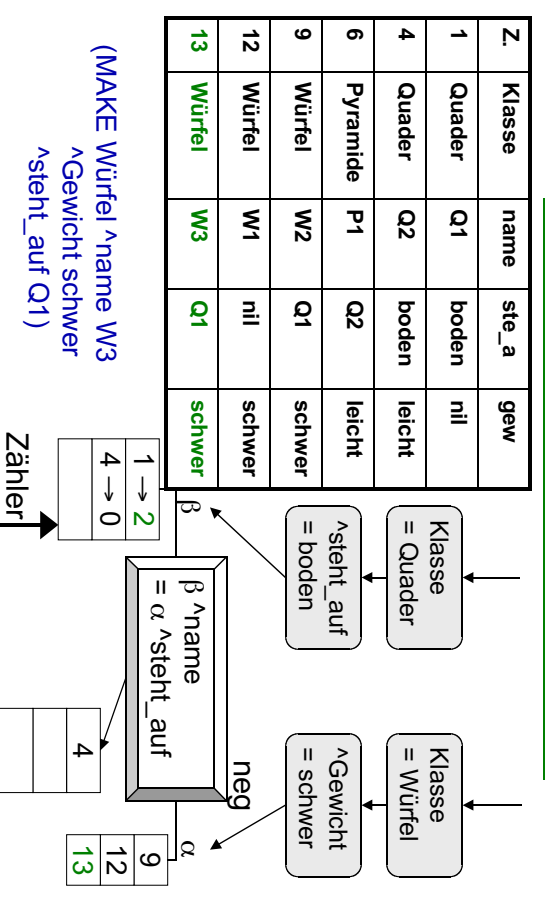 Z. Klasse name ste_a gew
1 Quader Q1 boden nil
4 Quader Q2 boden leicht
6 Pyramide P1 Q2 leicht
9 Würfel W2 Q1 schwer
12 Würfel W1 nil schwer
13 Würfel W3 Q1 schwer
(MAKE Würfel ^name W3
^Gewicht schwer
^steht_auf Q1)
Klasse
= Quader
^steht_auf
= boden
Klasse
= Würfel
^Gewicht
= schwer
β
α
neg
β ^name
= α ^steht_auf
1 → 2
4 → 0
Zähler
4
9
12
13